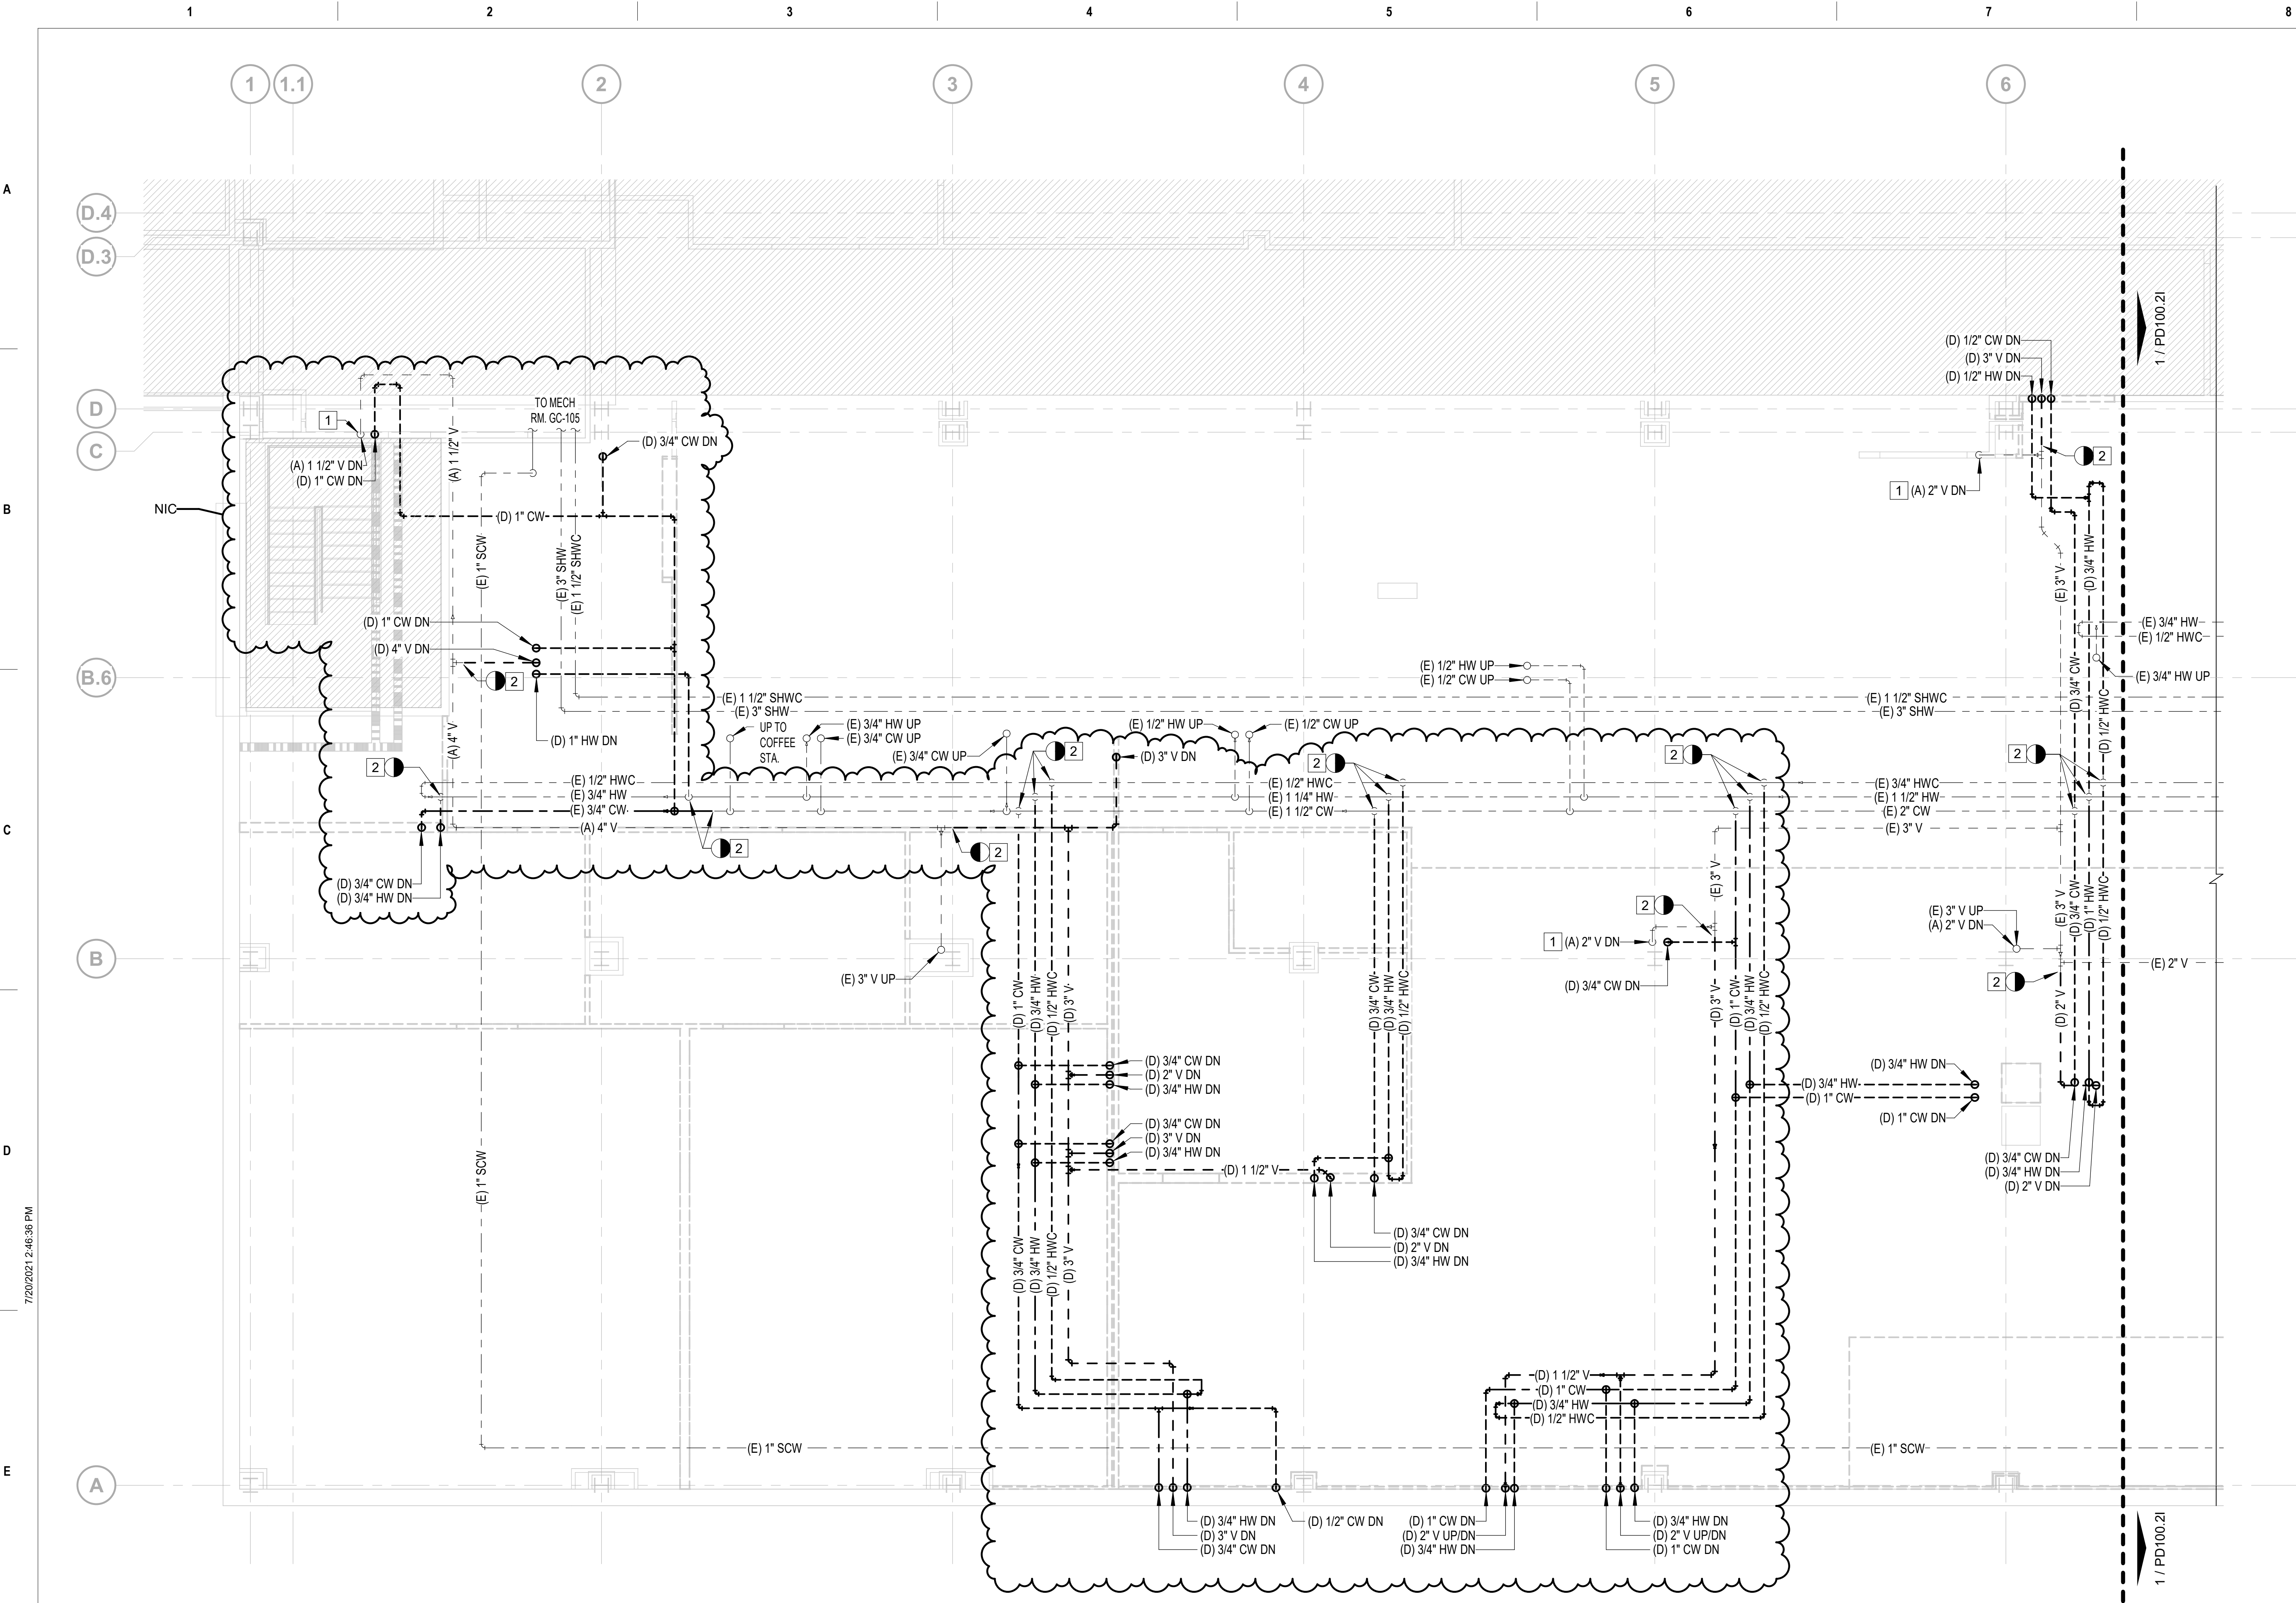 1 2 3 4 5 6 7 8
1 1.1 2 3 4 5 6
A
D.4
D.3
1 / PD100.2I
(D) 1/2" CW DN
(D) 3" V DN
(D) 1/2" HW DN
D
TO MECH
RM. GC-105
1
C
(D) 3/4" CW DN
(A) 1 1/2" V DN
(D) 1" CW DN
(A) 1 1/2" V
2
1 (A) 2" V DN
B
NIC
(D) 1" CW
(E) 1" SCW
(E) 3" SHW
(E) 1 1/2" SHWC
(E) 3" V
(D) 3/4" HW
(D) 1" CW DN
(D) 4" V DN
(E) 3/4" HW
(E) 1/2" HWC
B.6
2
(E) 1/2" HW UP
(E) 1/2" CW UP
(E) 3/4" HW UP
(D) 3/4" CW
(D) 1/2" HWC
(E) 1 1/2" SHWC
(E) 3" SHW
(E) 1 1/2" SHWC
(E) 3" SHW
(A) 4" V
(D) 1" HW DN
UP TO
COFFEE
STA.
(E) 3/4" HW UP
(E) 3/4" CW UP
(E) 3/4" CW UP
(E) 1/2" HW UP
(E) 1/2" CW UP
2
(D) 3" V DN
2
2
2
2
(E) 1/2" HWC
(E) 3/4" HW
(E) 3/4" CW
(A) 4" V
(E) 1/2" HWC
(E) 1 1/4" HW
(E) 1 1/2" CW
(E) 3/4" HWC
(E) 1 1/2" HW
(E) 2" CW
(E) 3" V
C
2
2
(D) 3/4" CW DN
(D) 3/4" HW DN
(E) 3" V
2
(E) 3" V
(D) 3/4" CW
(D) 1" HW
(D) 1/2" HWC
(E) 3" V UP
(A) 2" V DN
1 (A) 2" V DN
B
(E) 3" V UP
(D) 3/4" CW DN
(E) 2" V
2
(D) 1" CW
(D) 3/4" HW
(D) 1/2" HWC
(D) 3" V
(D) 3/4" CW
(D) 3/4" HW
(D) 1/2" HWC
(D) 3" V
(D) 1" CW
(D) 3/4" HW
(D) 1/2" HWC
(D) 2" V
(D) 3/4" CW DN
(D) 2" V DN
(D) 3/4" HW DN
(D) 3/4" HW DN
(D) 3/4" HW
(D) 1" CW
(D) 1" CW DN
(D) 3/4" CW DN
(D) 3" V DN
(D) 3/4" HW DN
D
(D) 1 1/2" V
(E) 1" SCW
(D) 3/4" CW DN
(D) 3/4" HW DN
(D) 2" V DN
(D) 3/4" CW DN
(D) 2" V DN
(D) 3/4" HW DN
(D) 3/4" CW
(D) 3/4" HW
(D) 1/2" HWC
(D) 3" V
7/20/2021 2:46:36 PM
(D) 1 1/2" V
(D) 1" CW
(D) 3/4" HW
(D) 1/2" HWC
(E) 1" SCW
(E) 1" SCW
E
A
(D) 3/4" HW DN
(D) 3" V DN
(D) 3/4" CW DN
(D) 1/2" CW DN
(D) 1" CW DN
(D) 2" V UP/DN
(D) 3/4" HW DN
(D) 3/4" HW DN
(D) 2" V UP/DN
(D) 1" CW DN
1 / PD100.2I